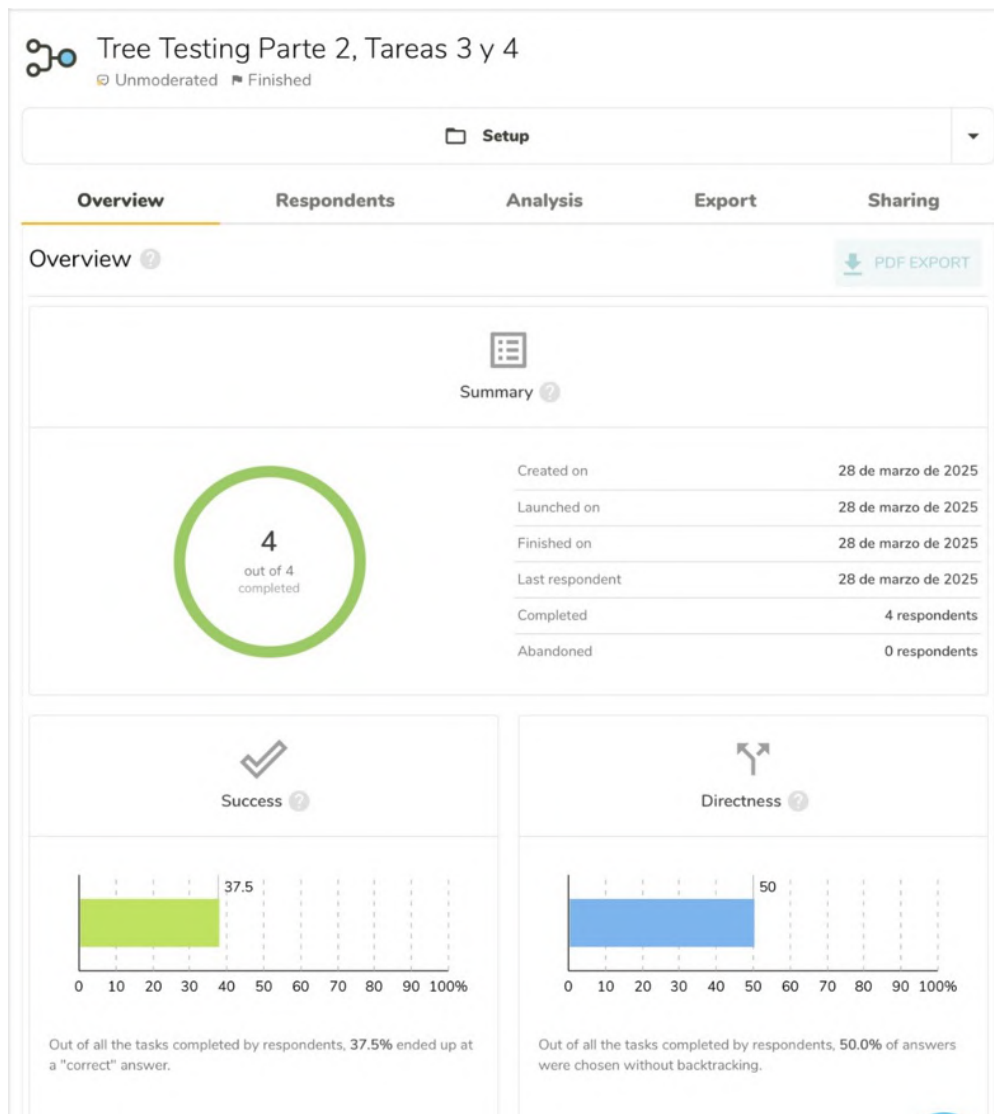 Tree Testing Parte 2, Tareas 3 y 4
Unmoderated Finished
Setup
Overview Respondents Analysis Export Sharing
Overview ?
PDF EXPORT
Summary ?
4
out of 4
completed
Created on 28 de marzo de 2025
Launched on 28 de marzo de 2025
Finished on 28 de marzo de 2025
Last respondent 28 de marzo de 2025
Completed 4 respondents
Abandoned 0 respondents
Success ?
37.5
0 10 20 30 40 50 60 70 80 90 100%
Out of all the tasks completed by respondents, 37.5% ended up at
a "correct" answer.
Directness ?
50
0 10 20 30 40 50 60 70 80 90 100%
Out of all the tasks completed by respondents, 50.0% of answers
were chosen without backtracking.